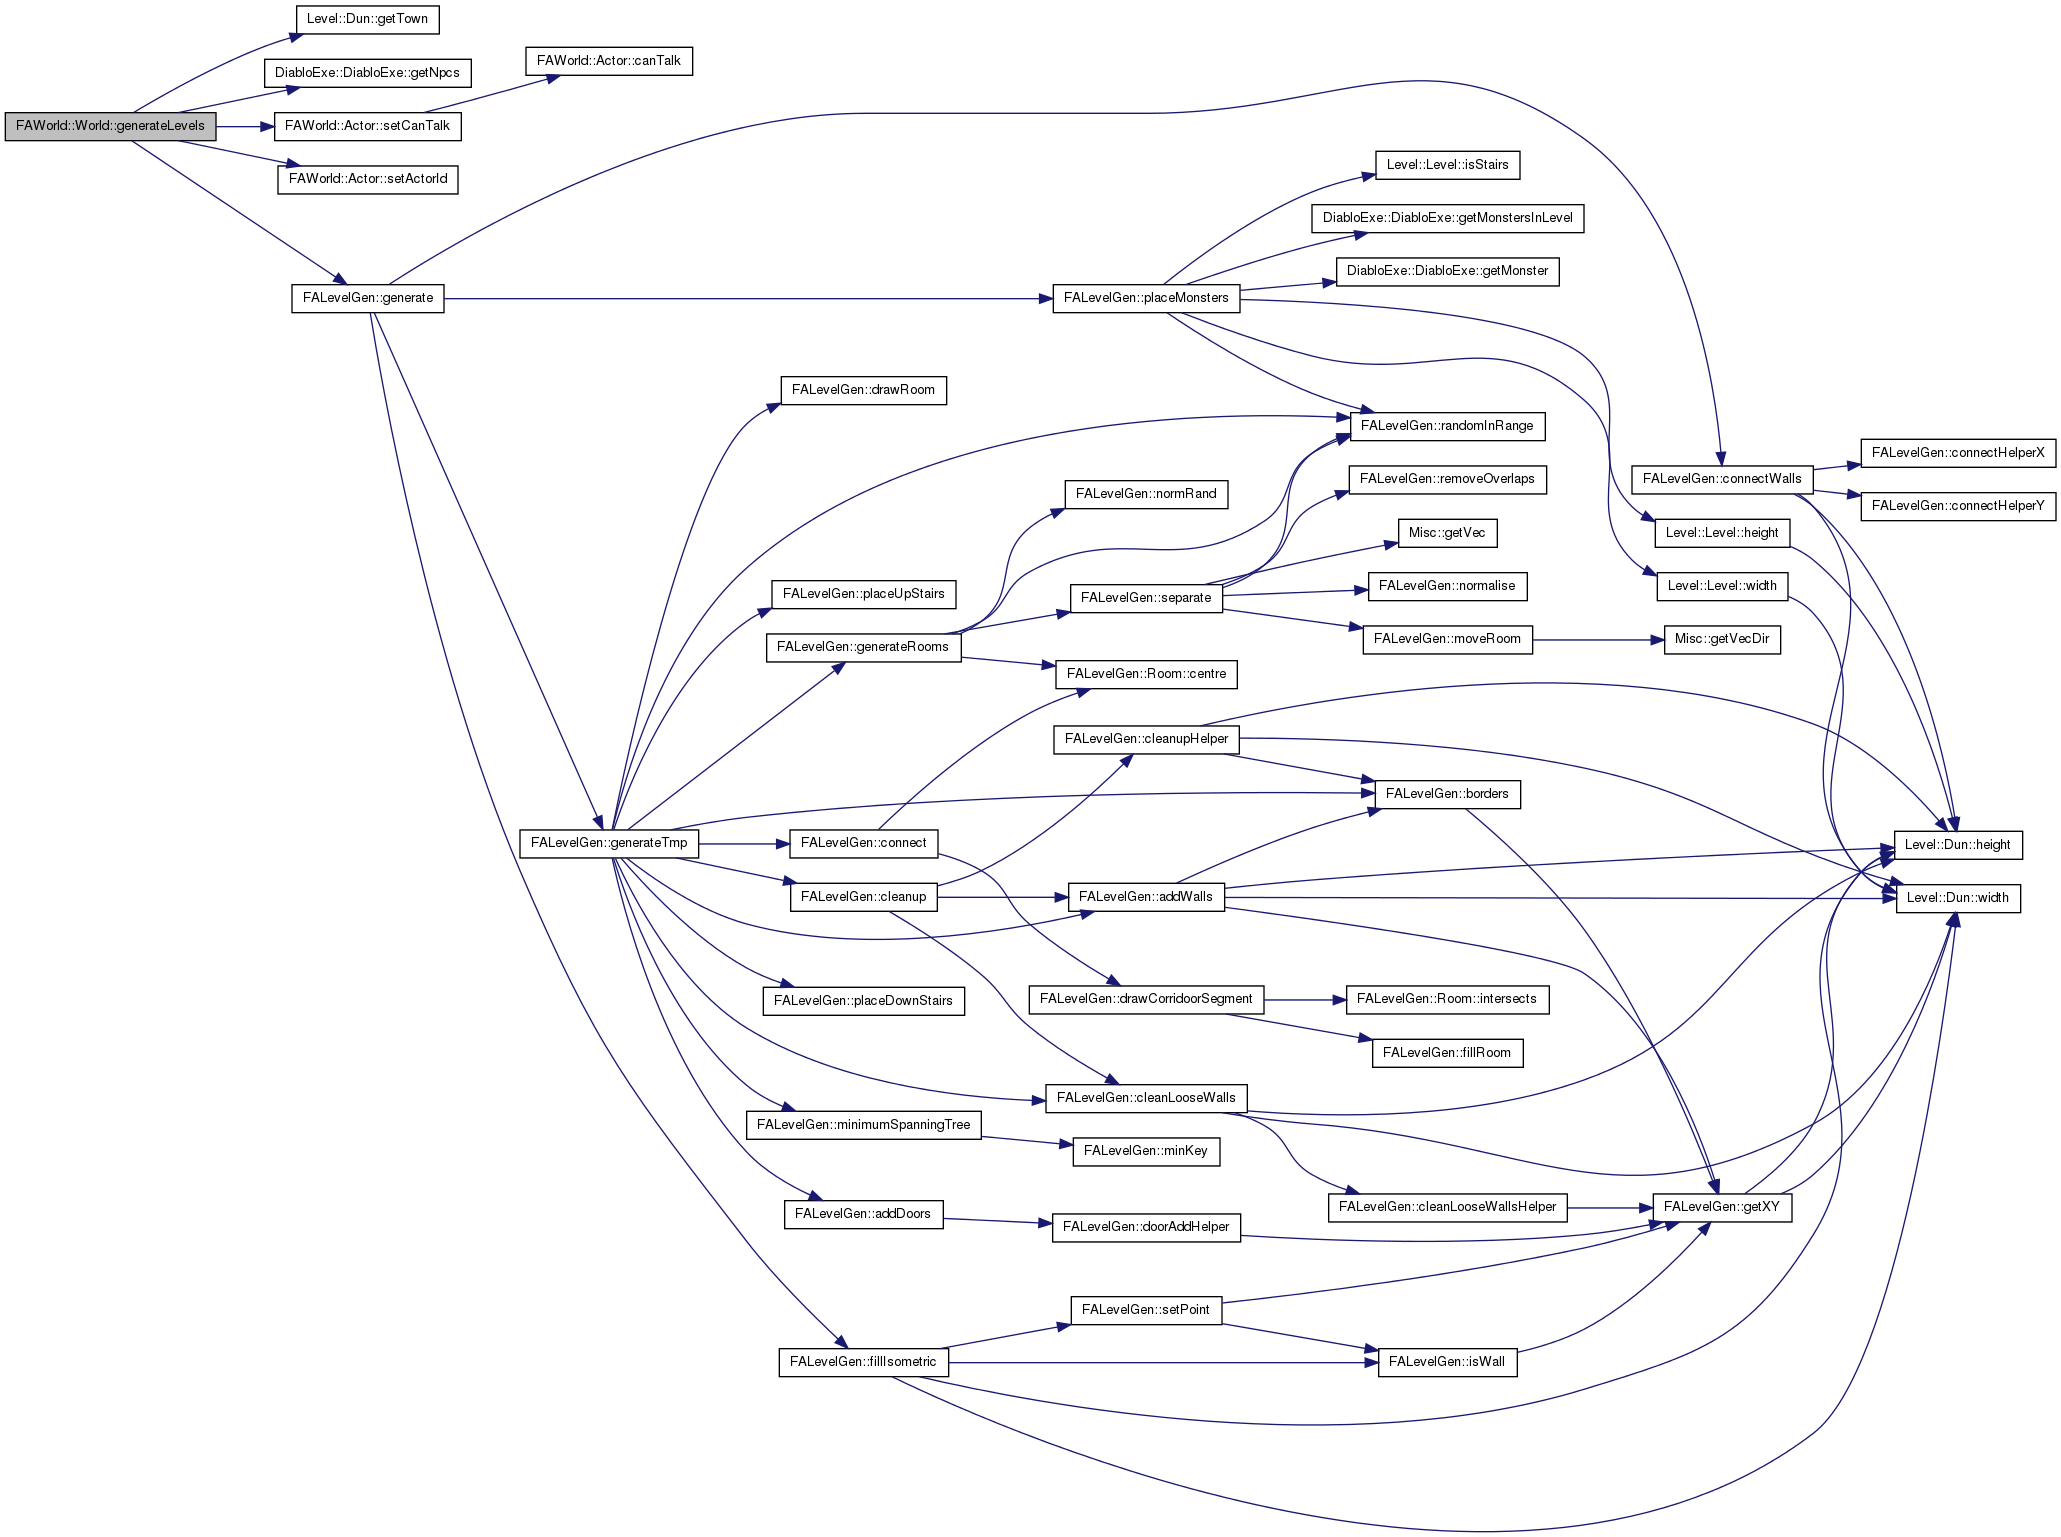 Level::Dun::getTown
FAWorld::Actor::canTalk
DiabloExe::DiabloExe::getNpcs
FAWorld::World::generateLevels
FAWorld::Actor::setCanTalk
Level::Level::isStairs
FAWorld::Actor::setActorId
DiabloExe::DiabloExe::getMonstersInLevel
DiabloExe::DiabloExe::getMonster
FALevelGen::generate
FALevelGen::placeMonsters
FALevelGen::drawRoom
FALevelGen::randomInRange
FALevelGen::connectHelperX
FALevelGen::removeOverlaps
FALevelGen::connectWalls
FALevelGen::normRand
FALevelGen::connectHelperY
Misc::getVec
Level::Level::height
FALevelGen::normalise
Level::Level::width
FALevelGen::placeUpStairs
FALevelGen::separate
FALevelGen::moveRoom
Misc::getVecDir
FALevelGen::generateRooms
FALevelGen::Room::centre
FALevelGen::cleanupHelper
FALevelGen::borders
FALevelGen::generateTmp
FALevelGen::connect
Level::Dun::height
FALevelGen::cleanup
FALevelGen::addWalls
Level::Dun::width
FALevelGen::placeDownStairs
FALevelGen::drawCorridoorSegment
FALevelGen::Room::intersects
FALevelGen::fillRoom
FALevelGen::cleanLooseWalls
FALevelGen::minimumSpanningTree
FALevelGen::minKey
FALevelGen::cleanLooseWallsHelper
FALevelGen::getXY
FALevelGen::addDoors
FALevelGen::doorAddHelper
FALevelGen::setPoint
FALevelGen::fillIsometric
FALevelGen::isWall